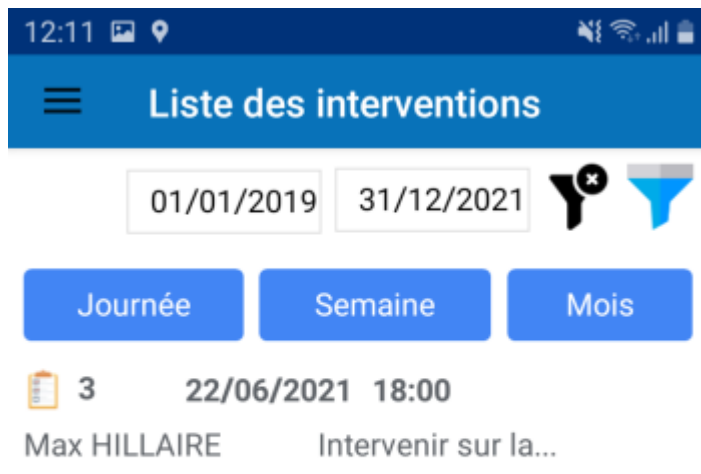 12:11
Liste des interventions
01/01/2019 31/12/2021
Journée Semaine Mois
3 22/06/2021 18:00
Max HILLAIRE Intervenir sur la...